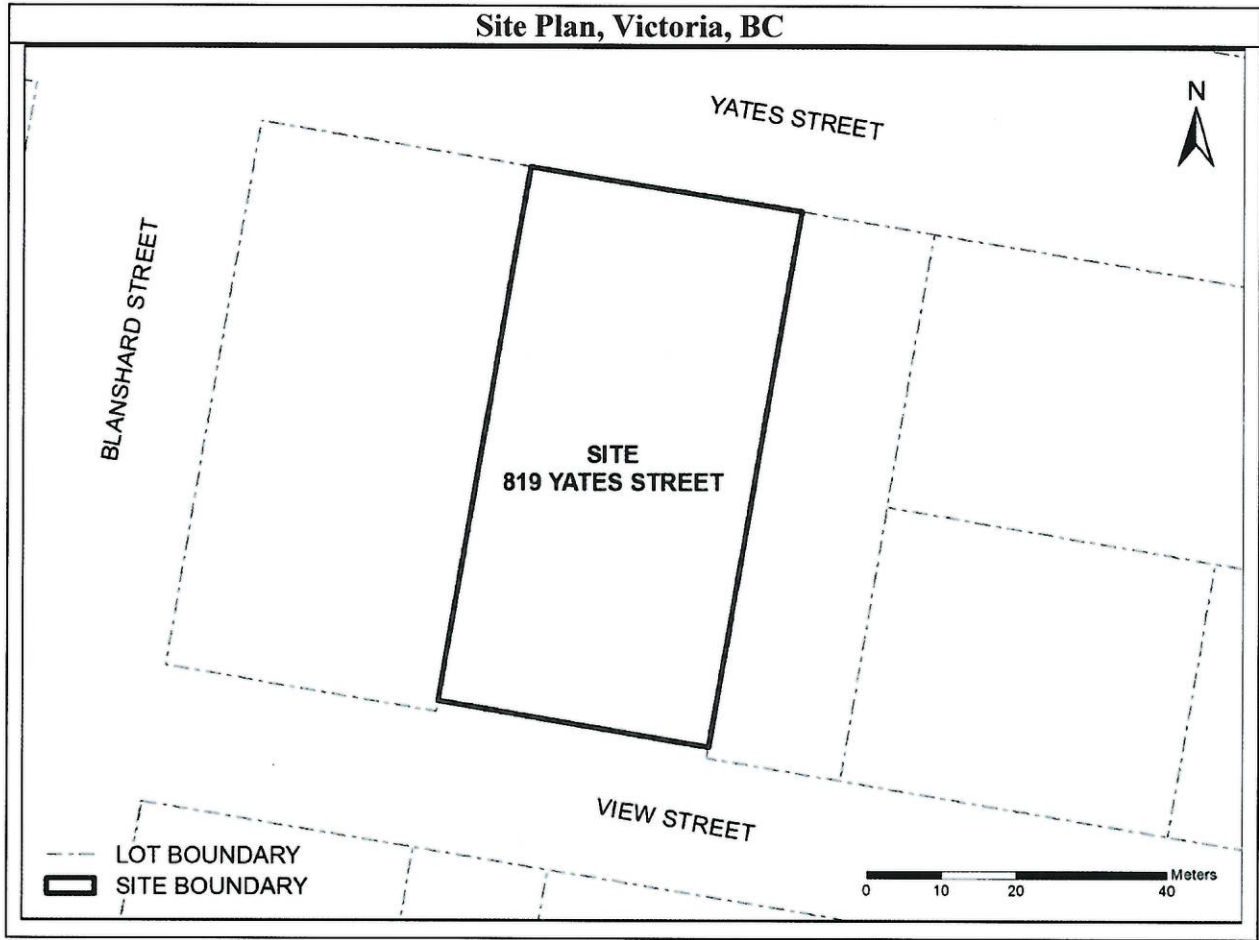 Site Plan, Victoria, BC
YATES STREET
N
BLANSHARD STREET
SITE
819 YATES STREET
VIEW STREET
LOT BOUNDARY
SITE BOUNDARY
Meters
0 10 20 40